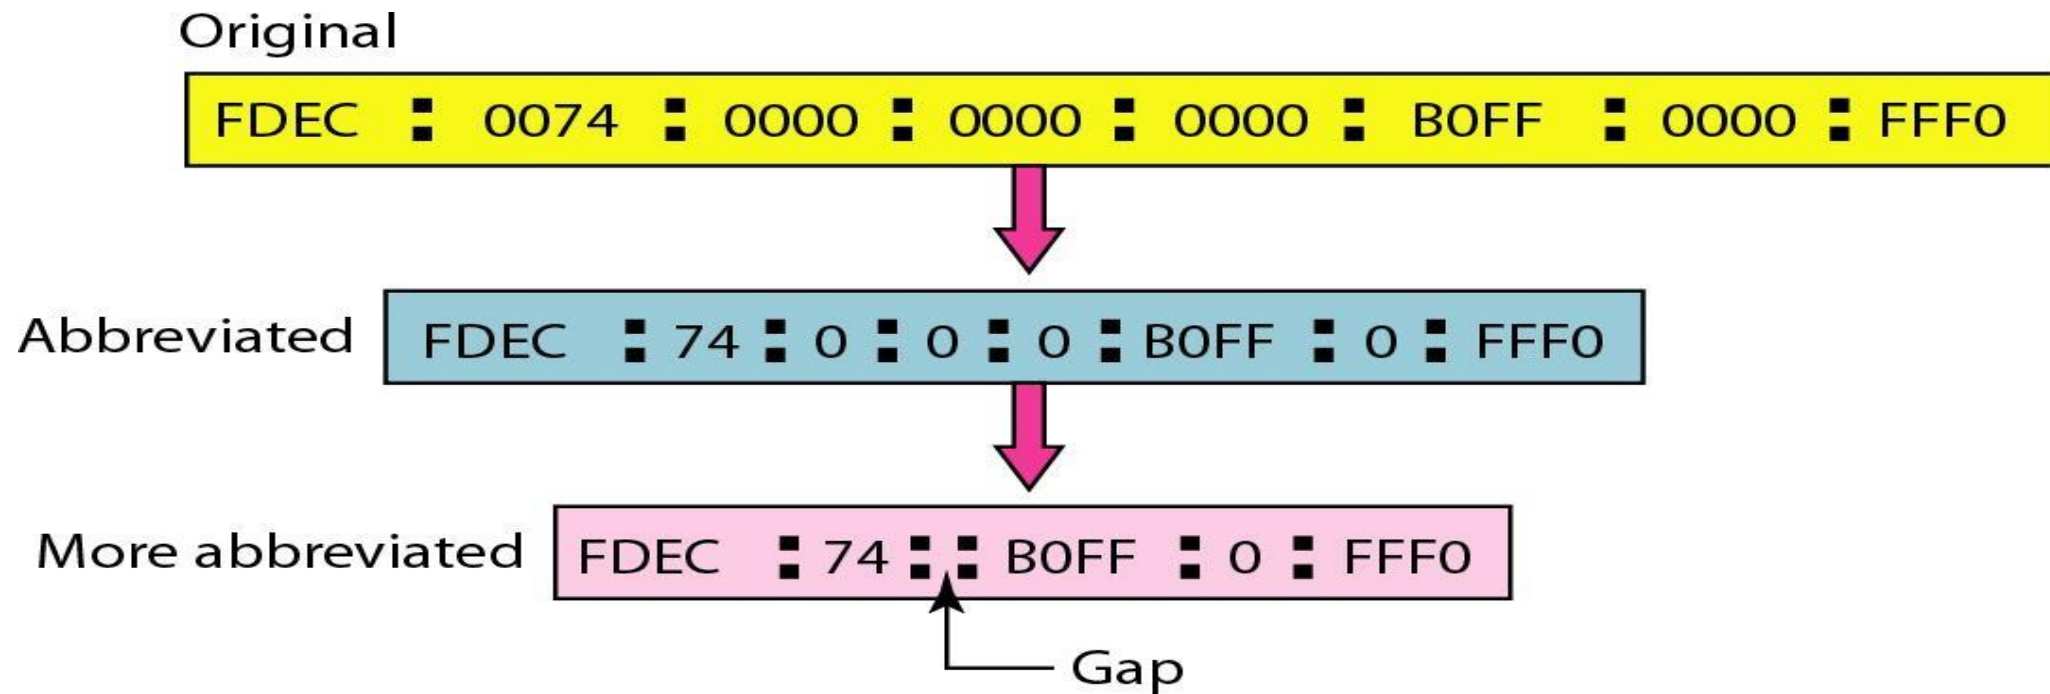 Original
FDEC : 0074 : 0000 : 0000 : 0000 : B0FF : 0000 : FFF0
Abbreviated FDEC : 74 : 0 : 0 : 0 : B0FF : 0 : FFF0
More abbreviated FDEC : 74 : : B0FF : 0 : FFF0
Gap